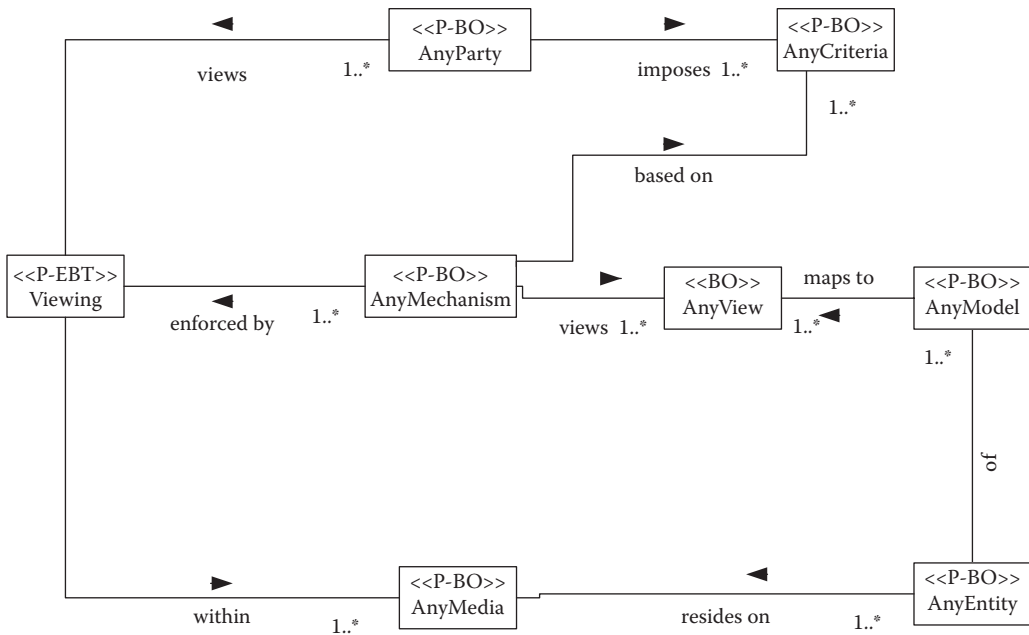 <<P-BO>>
AnyParty
<<P-BO>>
AnyCriteria
views
1..*
imposes 1..*
1..*
based on
<<P-EBT>>
Viewing
<<P-BO>>
AnyMechanism
<<BO>>
AnyView
maps to
<<P-BO>>
AnyModel
enforced by
1..*
views 1..*
1..*
1..*
of
<<P-BO>>
AnyMedia
<<P-BO>>
AnyEntity
within
1..*
resides on
1..*